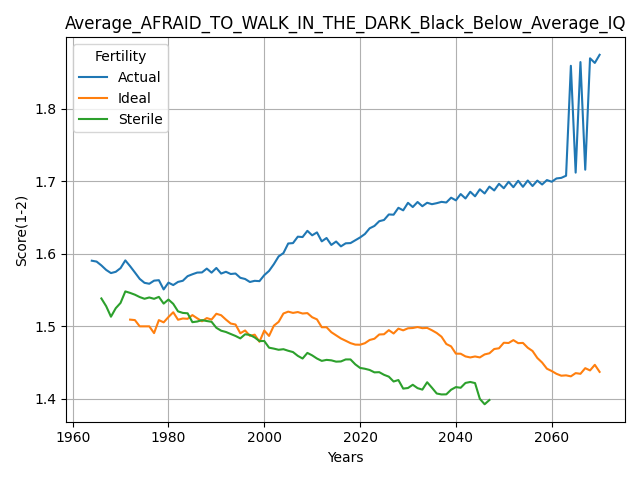 Average_AFRAID_TO_WALK_IN_THE_DARK_Black_Below_Average_IQ
Fertility
Actual
Ideal
Sterile
Score(1-2)
1.8
1.7
1.6
1.5
1.4
1960 1980 2000 2020 2040 2060
Years